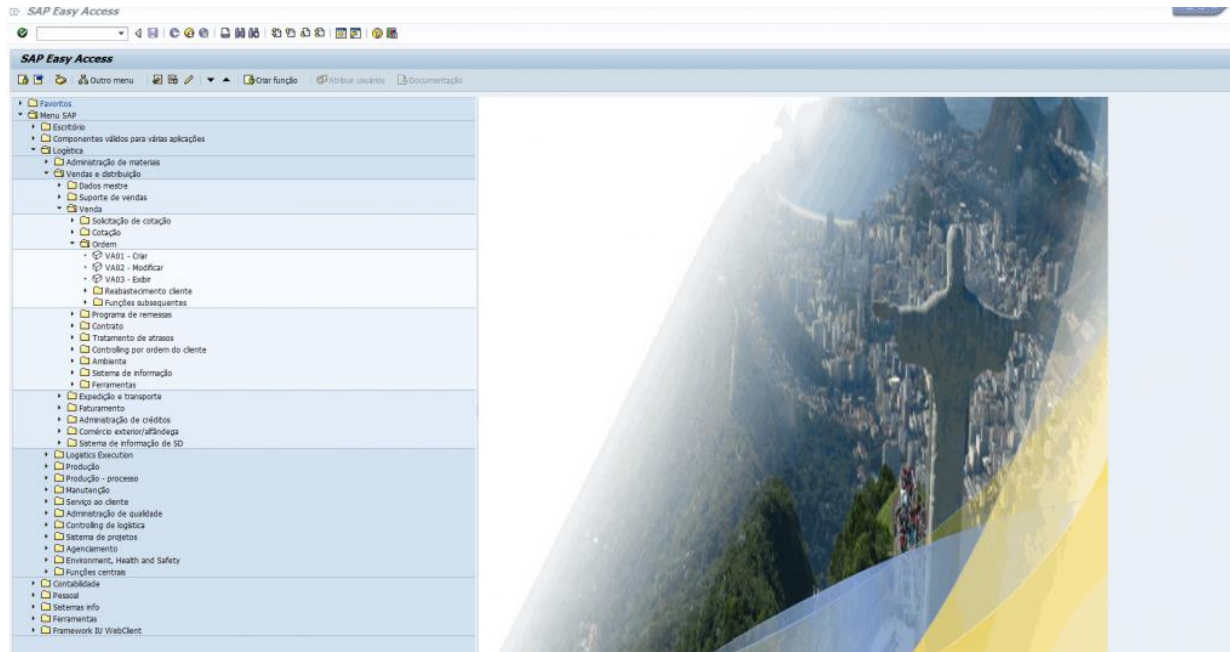 SAP Easy Access
SAP Easy Access
Outro menu Criar função Atribuir usuários Documentação
Favoritos
Menu SAP
Escritório
Componentes válidos para várias aplicações
Logística
Administração de materiais
Vendas e distribuição
Dados mestre
Suporte de vendas
Venda
Solicitação de cotação
Cotação
Ordem
VA01 - Criar
VA02 - Modificar
VA03 - Exibir
Reabastecimento cliente
Funções subsequentes
Programa de remessas
Contrato
Tratamento de atrasos
Controlling por ordem do cliente
Ambiente
Sistema de informação
Ferramentas
Expedição e transporte
Faturamento
Administração de créditos
Comércio exterior/alfândega
Sistema de informação de SD
Logistics Execution
Produção
Produção - processo
Manutenção
Serviço ao cliente
Administração de qualidade
Controlling de logística
Sistema de projetos
Agenciamento
Environment, Health and Safety
Funções centrais
Contabilidade
Pessoal
Sistemas info
Ferramentas
Framework IU WebClient